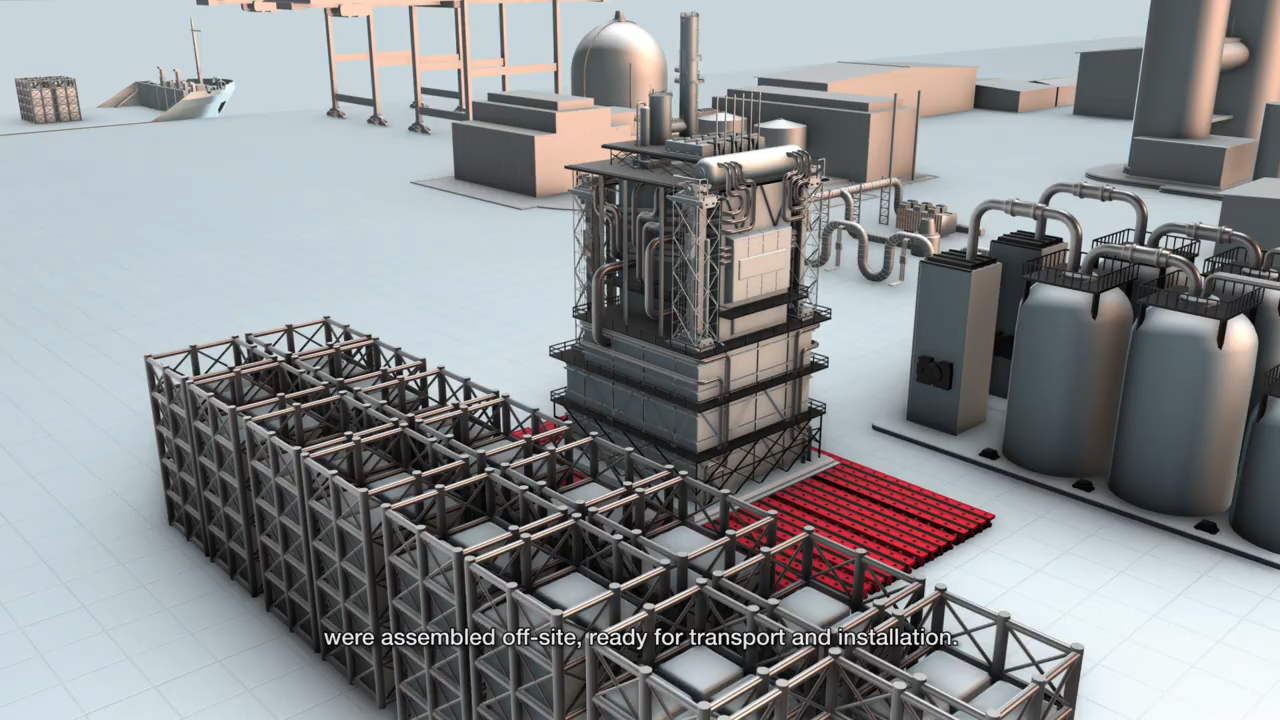 were assembled off-site, ready for transport and installation.